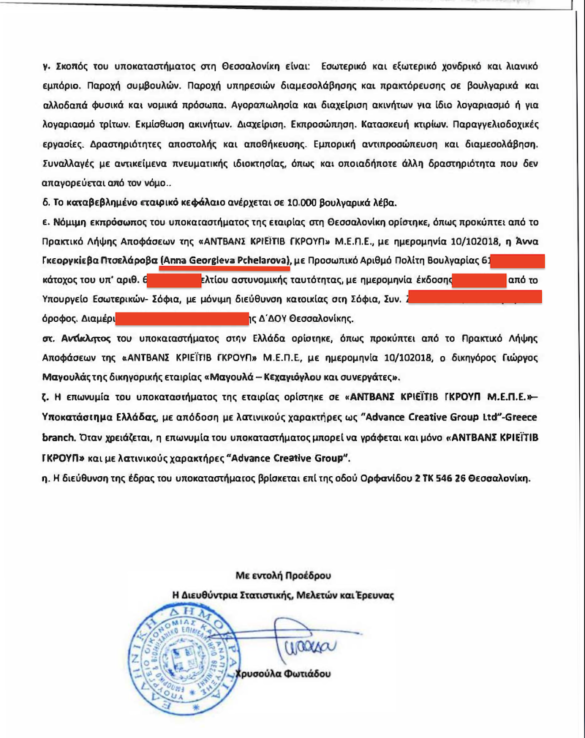 γ. Σκοπός του υποκαταστήματος στη Θεσσαλονίκη είναι: Εσωτερικό και εξωτερικό χονδρικό και λιανικό
εμπόριο. Παροχή συμβουλών. Παροχή υπηρεσιών διαμεσολάβησης και πρακτόρευσης σε βουλγαρικά και
αλλοδαπά φυσικά και νομικά πρόσωπα. Αγοραπωλησία και διαχείριση ακινήτων για ίδιο λογαριασμό ή για
λογαριασμό τρίτων. Εκμίσθωση ακινήτων. Διαχείριση. Εκπροσώπηση. Κατασκευή κτιρίων. Παραγγελιοδοχικές
εργασίες. Δραστηριότητες αποστολής και αποθήκευσης. Εμπορική αντιπροσώπευση και διαμεσολάβηση.
Συναλλαγές με αντικείμενα πνευματικής ιδιοκτησίας, όπως και οποιαδήποτε άλλη δραστηριότητα που δεν
απαγορεύεται από τον νόμο..
δ. Το καταβεβλημένο εταιρικό κεφάλαιο ανέρχεται σε 10.000 βουλγαρικά λέβα.
ε. Νόμιμη εκπρόσωπος του υποκαταστήματος της εταιρίας στη Θεσσαλονίκη ορίστηκε, όπως προκύπτει από το
Πρακτικό Λήψης Αποφάσεων της «ΑΝΤΒΑΝΣ ΚΡΙΕΪΤΙΒ ΓΚΡΟΥΠ» Μ.Ε.Π.Ε., με ημερομηνία 10/102018, η Άννα
Γκεοργκίεβα Πτσελάροβα (Anna Georgieva Pchelarova), με Προσωπικό Αριθμό Πολίτη Βουλγαρίας 61
κάτοχος του υπ' αριθ. 6 ελτίου αστυνομικής ταυτότητας, με ημερομηνία έκδοσης από το
Υπουργείο Εσωτερικών- Σόφια, με μόνιμη διεύθυνση κατοικίας στη Σόφια, Συν.
όροφος. Διαμέρι ης Δ΄ΔΟΥ Θεσσαλονίκης.
στ. Αντίκλητος του υποκαταστήματος στην Ελλάδα ορίστηκε, όπως προκύπτει από το Πρακτικό Λήψης
Αποφάσεων της «ΑΝΤΒΑΝΣ ΚΡΙΕΪΤΙΒ ΓΚΡΟΥΠ» Μ.Ε.Π.Ε, με ημερομηνία 10/102018, ο δικηγόρος Γιώργος
Μαγουλάς της δικηγορικής εταιρίας «Μαγουλά – Κεχαγιόγλου και συνεργάτες».
ζ. Η επωνυμία του υποκαταστήματος της εταιρίας ορίστηκε σε «ΑΝΤΒΑΝΣ ΚΡΙΕΪΤΙΒ ΓΚΡΟΥΠ Μ.Ε.Π.Ε.»–
Υποκατάστημα Ελλάδας, με απόδοση με λατινικούς χαρακτήρες ως "Advance Creative Group Ltd"-Greece
branch. Όταν χρειάζεται, η επωνυμία του υποκαταστήματος μπορεί να γράφεται και μόνο «ΑΝΤΒΑΝΣ ΚΡΙΕΪΤΙΒ
ΓΚΡΟΥΠ» και με λατινικούς χαρακτήρες "Advance Creative Group".
η. Η διεύθυνση της έδρας του υποκαταστήματος βρίσκεται επί της οδού Ορφανίδου 2 ΤΚ 546 26 Θεσσαλονίκη.
Με εντολή Προέδρου
Η Διευθύντρια Στατιστικής, Μελετών και Έρευνας
ΕΛΛΗΝΙΚΗ ΔΗΜΟΚΡΑΤΙΑ
Χρυσούλα Φωτιάδου